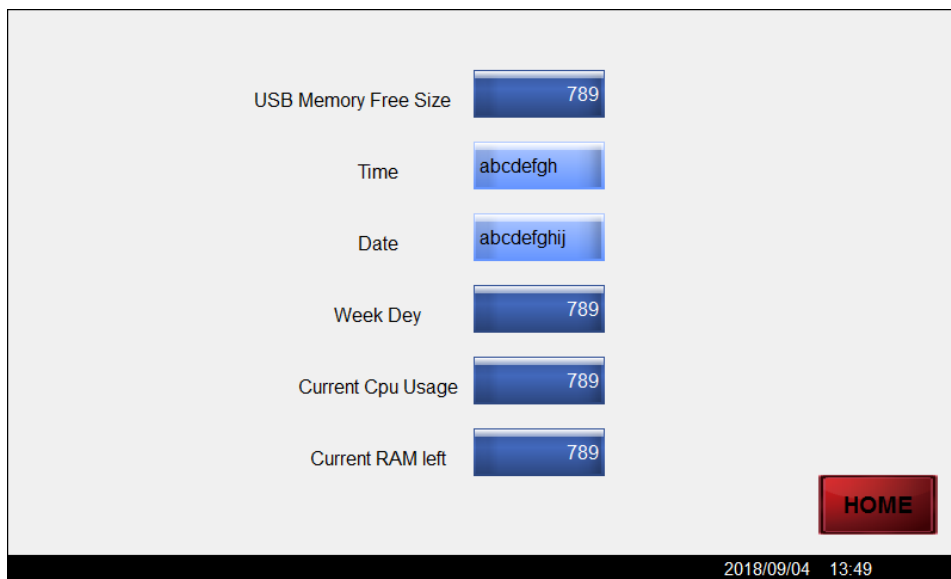 USB Memory Free Size 789
Time abcdefgh
Date abcdefghij
Week Dey 789
Current Cpu Usage 789
Current RAM left 789
HOME
2018/09/04 13:49